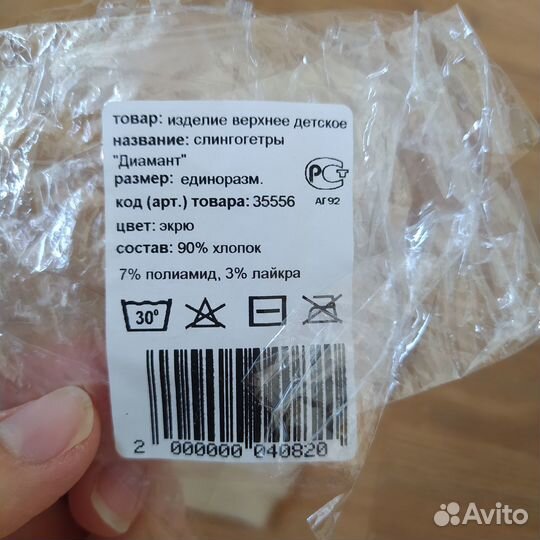 товар: изделие верхнее детское
название: слингогетры
"Диамант"
размер: единоразм.
код (арт.) товара: 35556
РСТ
АГ92
цвет: экрю
состав: 90% хлопок
7% полиамид, 3% лайкра
30°
2 000000 040820
Avito